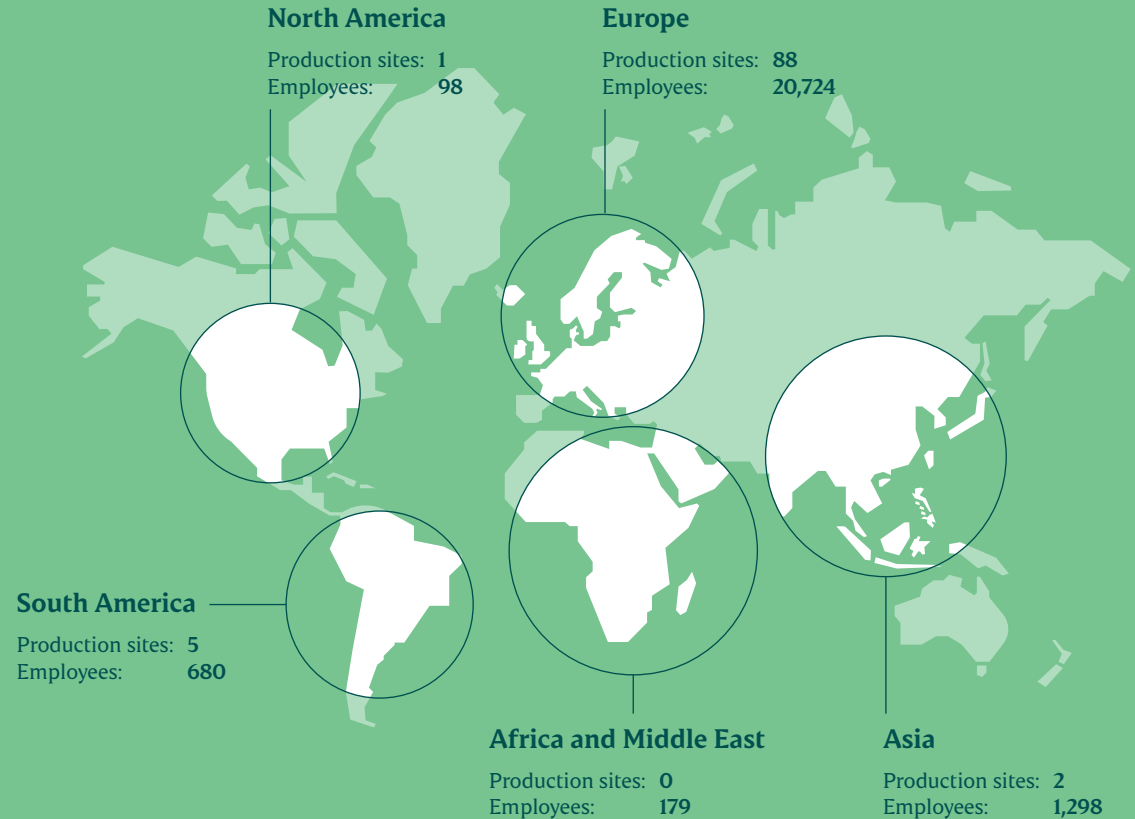 North America
Production sites: 1
Employees: 98
Europe
Production sites: 88
Employees: 20,724
South America
Production sites: 5
Employees: 680
Africa and Middle East
Production sites: 0
Employees: 179
Asia
Production sites: 2
Employees: 1,298